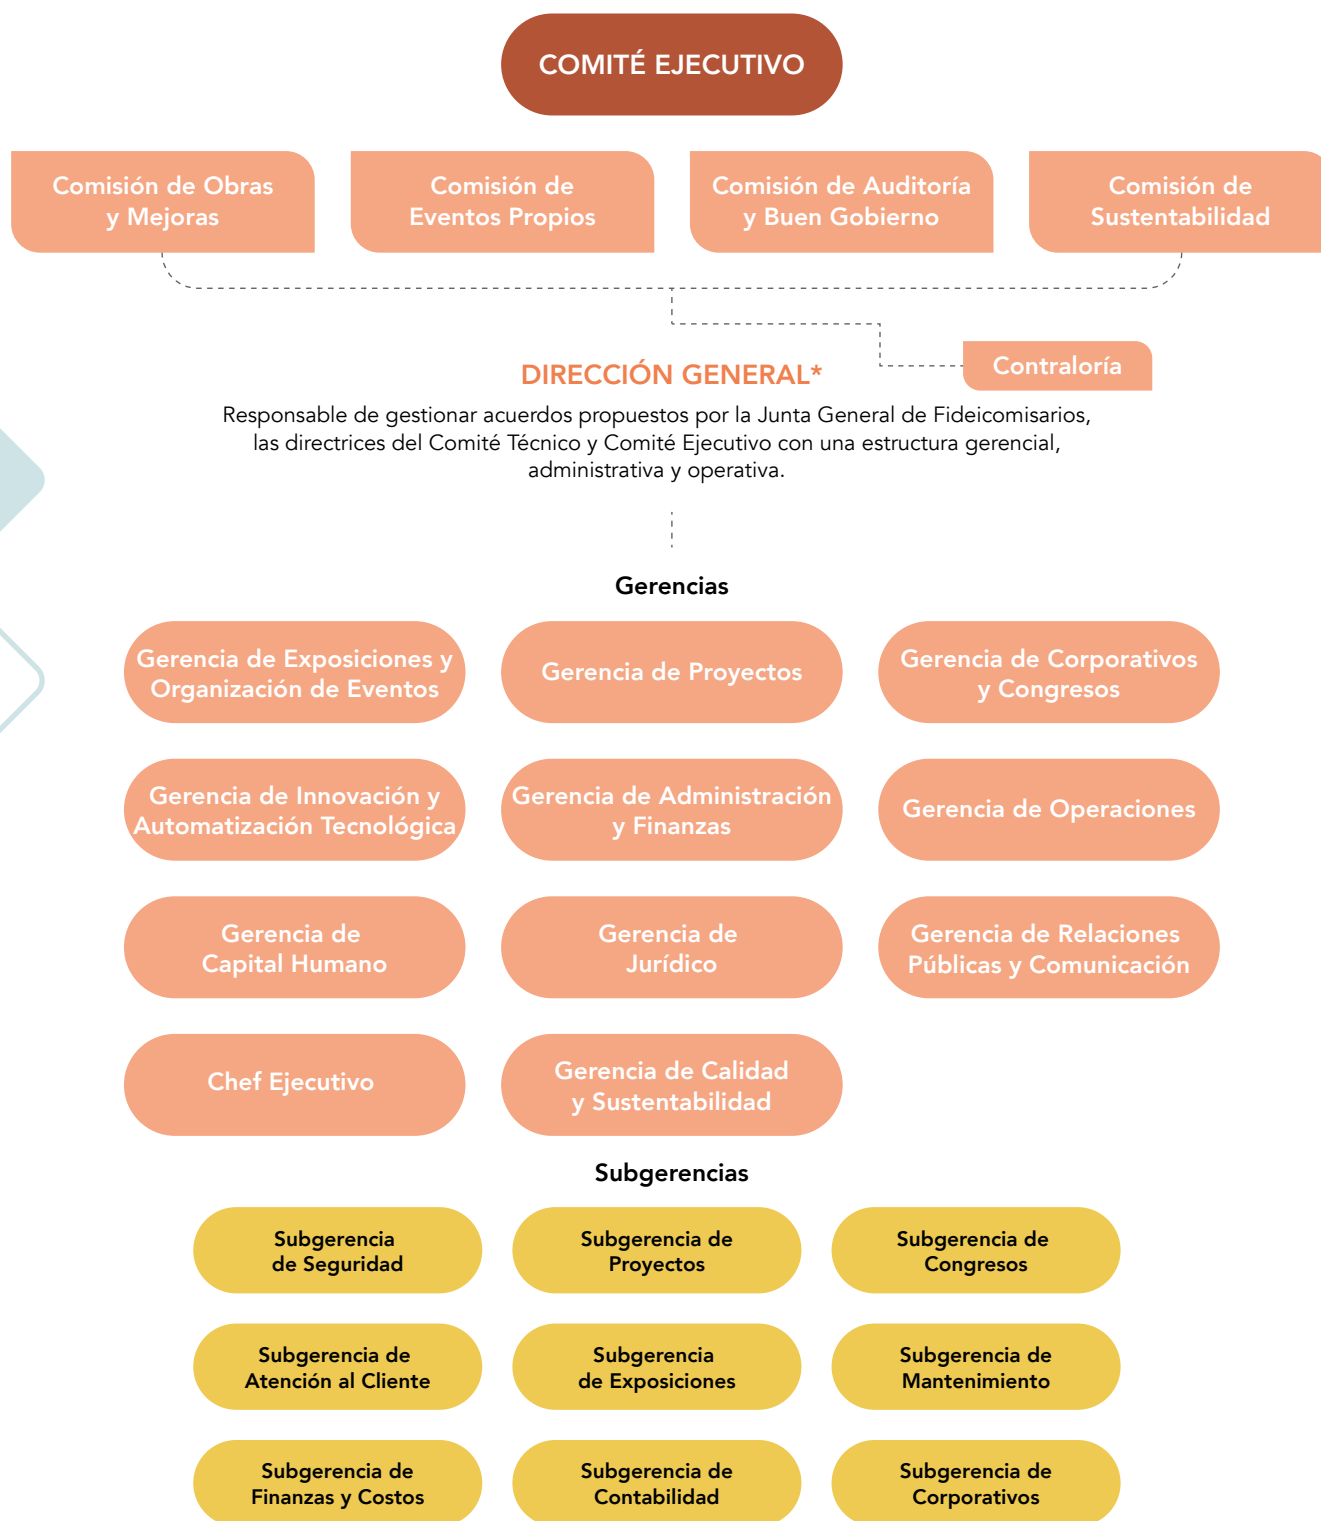 COMITÉ EJECUTIVO
Comisión de Obras
y Mejoras
Comisión de
Eventos Propios
Comisión de Auditoría
y Buen Gobierno
Comisión de
Sustentabilidad
Contraloría
DIRECCIÓN GENERAL*
Responsable de gestionar acuerdos propuestos por la Junta General de Fideicomisarios,
las directrices del Comité Técnico y Comité Ejecutivo con una estructura gerencial,
administrativa y operativa.
Gerencias
Gerencia de Exposiciones y
Organización de Eventos
Gerencia de Proyectos
Gerencia de Corporativos
y Congresos
Gerencia de Innovación y
Automatización Tecnológica
Gerencia de Administración
y Finanzas
Gerencia de Operaciones
Gerencia de
Capital Humano
Gerencia de
Jurídico
Gerencia de Relaciones
Públicas y Comunicación
Chef Ejecutivo
Gerencia de Calidad
y Sustentabilidad
Subgerencias
Subgerencia
de Seguridad
Subgerencia de
Proyectos
Subgerencia de
Congresos
Subgerencia de
Atención al Cliente
Subgerencia
de Exposiciones
Subgerencia de
Mantenimiento
Subgerencia de
Finanzas y Costos
Subgerencia de
Contabilidad
Subgerencia de
Corporativos